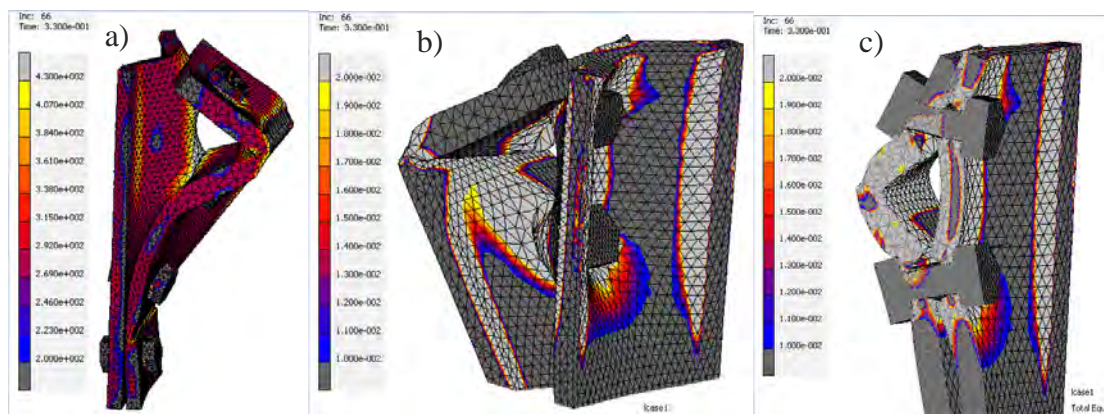 Inc: 66
Time: 3.300e-001
a)
4.300e+002
4.070e+002
3.840e+002
3.610e+002
3.380e+002
3.150e+002
2.920e+002
2.690e+002
2.460e+002
2.230e+002
2.000e+002
Inc: 66
Time: 3.300e-001
b)
2.000e-002
1.900e-002
1.800e-002
1.700e-002
1.600e-002
1.500e-002
1.400e-002
1.300e-002
1.200e-002
1.100e-002
1.000e-002
lcase1
Inc: 66
Time: 3.300e-001
c)
2.000e-002
1.900e-002
1.800e-002
1.700e-002
1.600e-002
1.500e-002
1.400e-002
1.300e-002
1.200e-002
1.100e-002
1.000e-002
lcase1
Total Equ